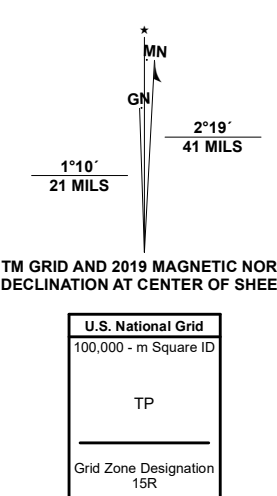 ★
MN
GN
2°19´
41 MILS
1°10´
21 MILS
TM GRID AND 2019 MAGNETIC NOR
DECLINATION AT CENTER OF SHEE
U.S. National Grid
100,000 - m Square ID
TP
Grid Zone Designation
15R